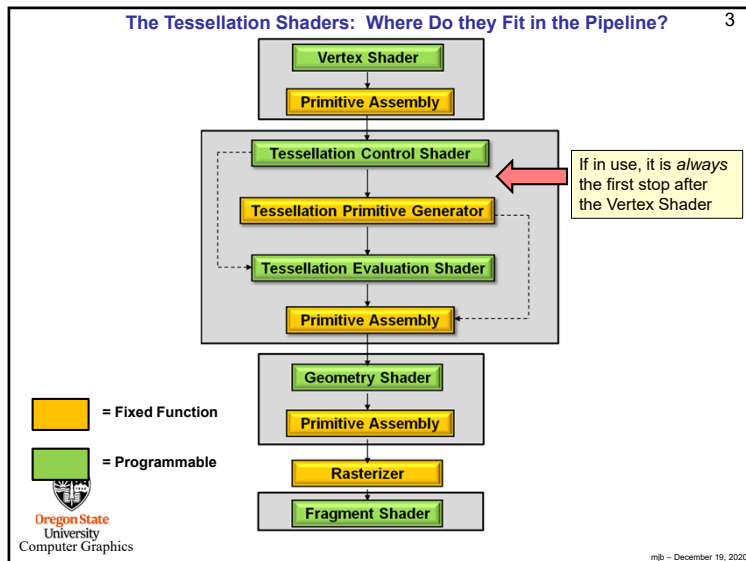 The Tessellation Shaders: Where Do they Fit in the Pipeline?
3
Vertex Shader
Primitive Assembly
Tessellation Control Shader
If in use, it is always
the first stop after
the Vertex Shader
Tessellation Primitive Generator
Tessellation Evaluation Shader
Primitive Assembly
Geometry Shader
= Fixed Function
Primitive Assembly
= Programmable
Rasterizer
Oregon State
University
Computer Graphics
Fragment Shader
mjb – December 19, 2020